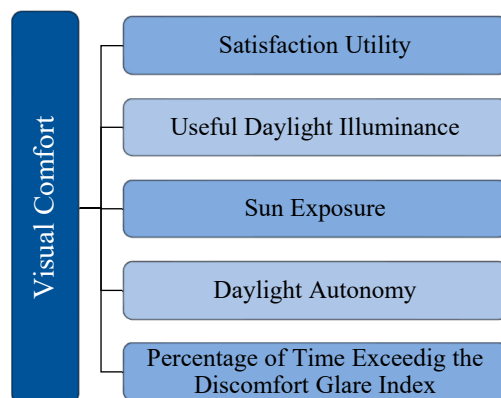 Visual Comfort
Satisfaction Utility
Useful Daylight Illuminance
Sun Exposure
Daylight Autonomy
Percentage of Time Exceedig the
Discomfort Glare Index